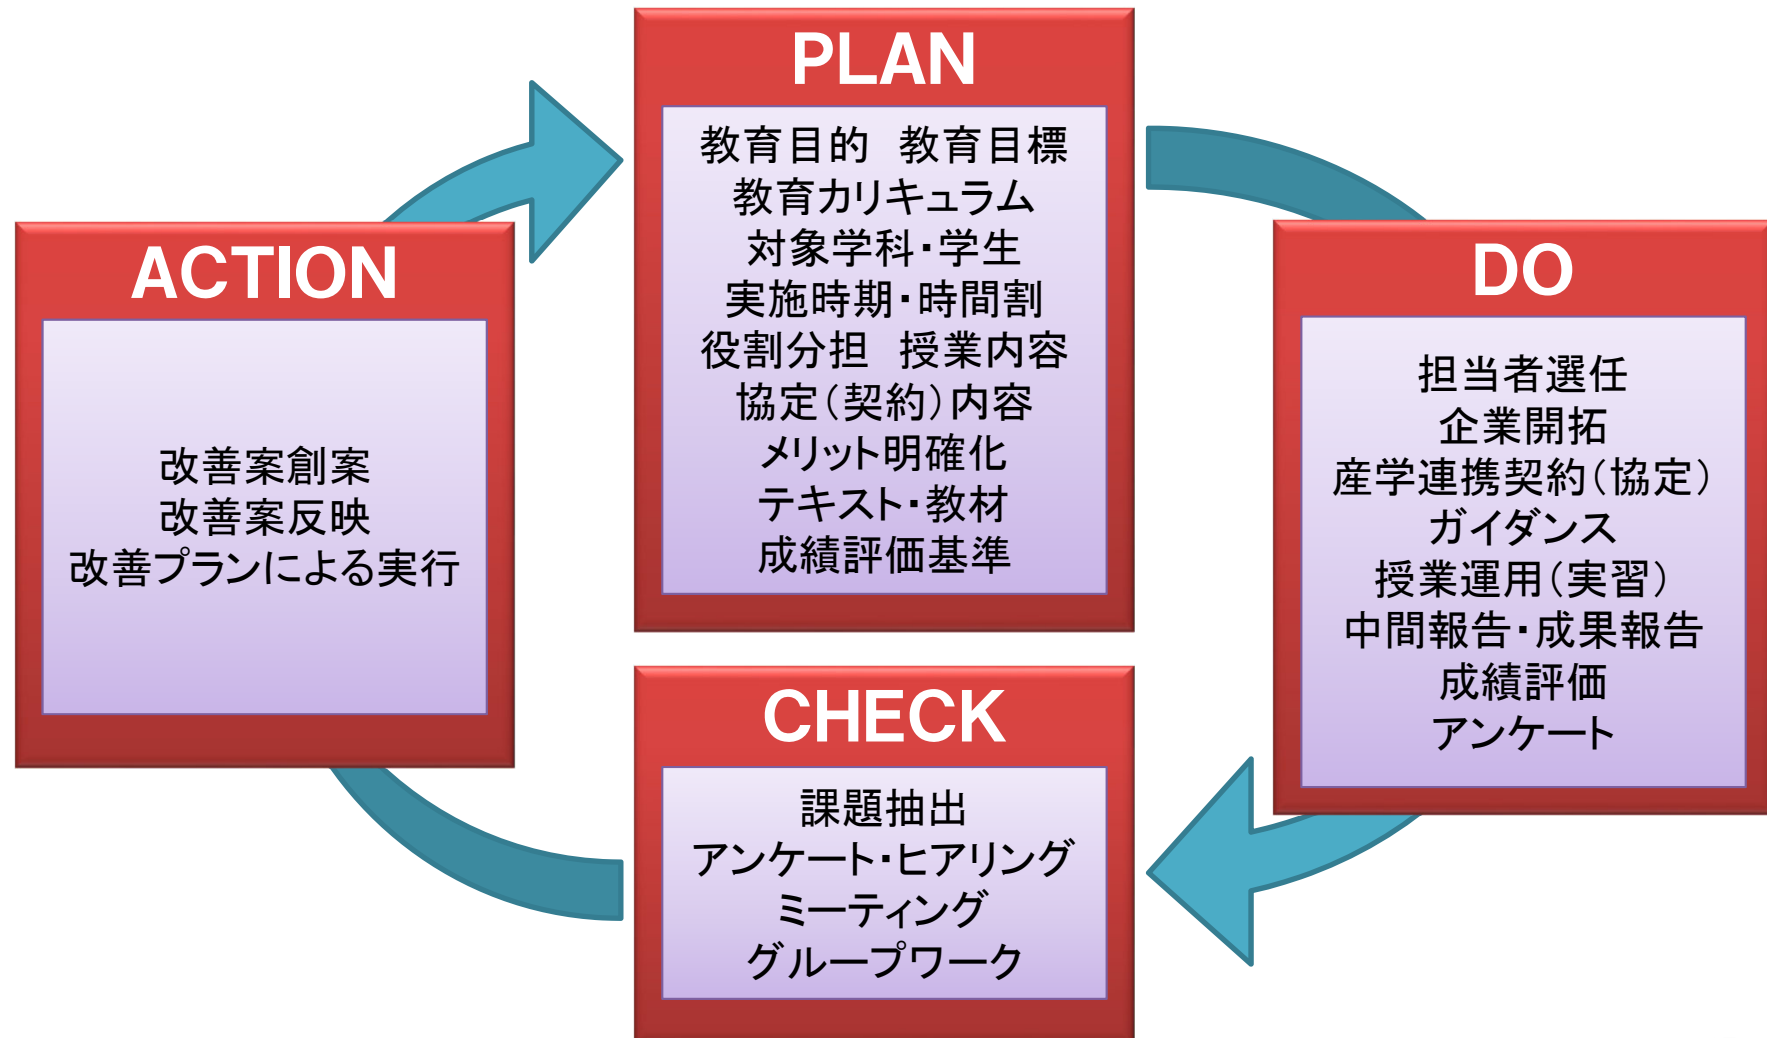 PLAN
教育目的　教育目標
教育カリキュラム
対象学科・学生
実施時期・時間割
役割分担　授業内容
協定（契約）内容
メリット明確化
テキスト・教材
成績評価基準
DO
担当者選任
企業開拓
産学連携契約（協定）
ガイダンス
授業運用（実習）
中間報告・成果報告
成績評価
アンケート
CHECK
課題抽出
アンケート・ヒアリング
ミーティング
グループワーク
ACTION
改善案創案
改善案反映
改善プランによる実行